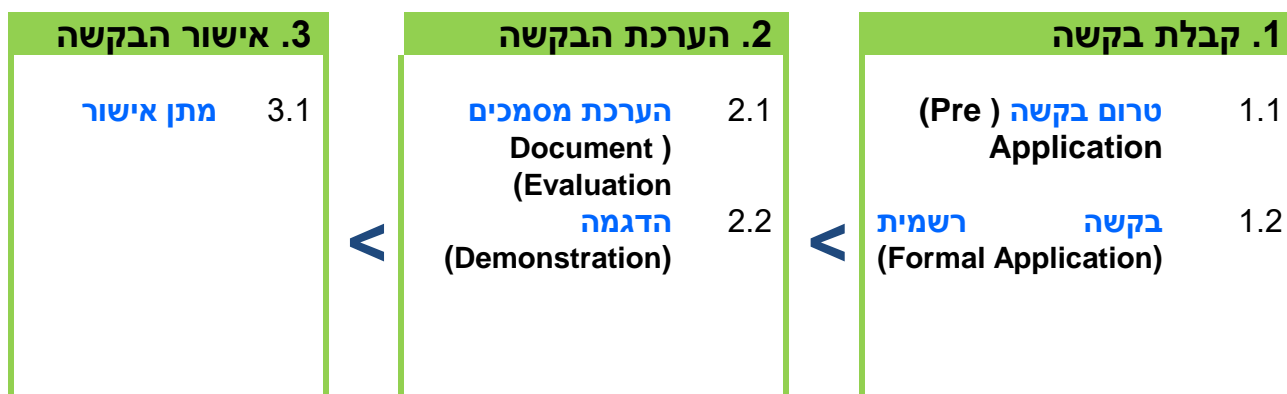 1. קבלת בקשה
1.1 טרום בקשה (Pre
Application)
1.2 בקשה רשמית
(Formal Application)
<
2. הערכת הבקשה
2.1 הערכת מסמכים
(Document
Evaluation)
2.2 הדגמה
(Demonstration)
<
3. אישור הבקשה
3.1 מתן אישור